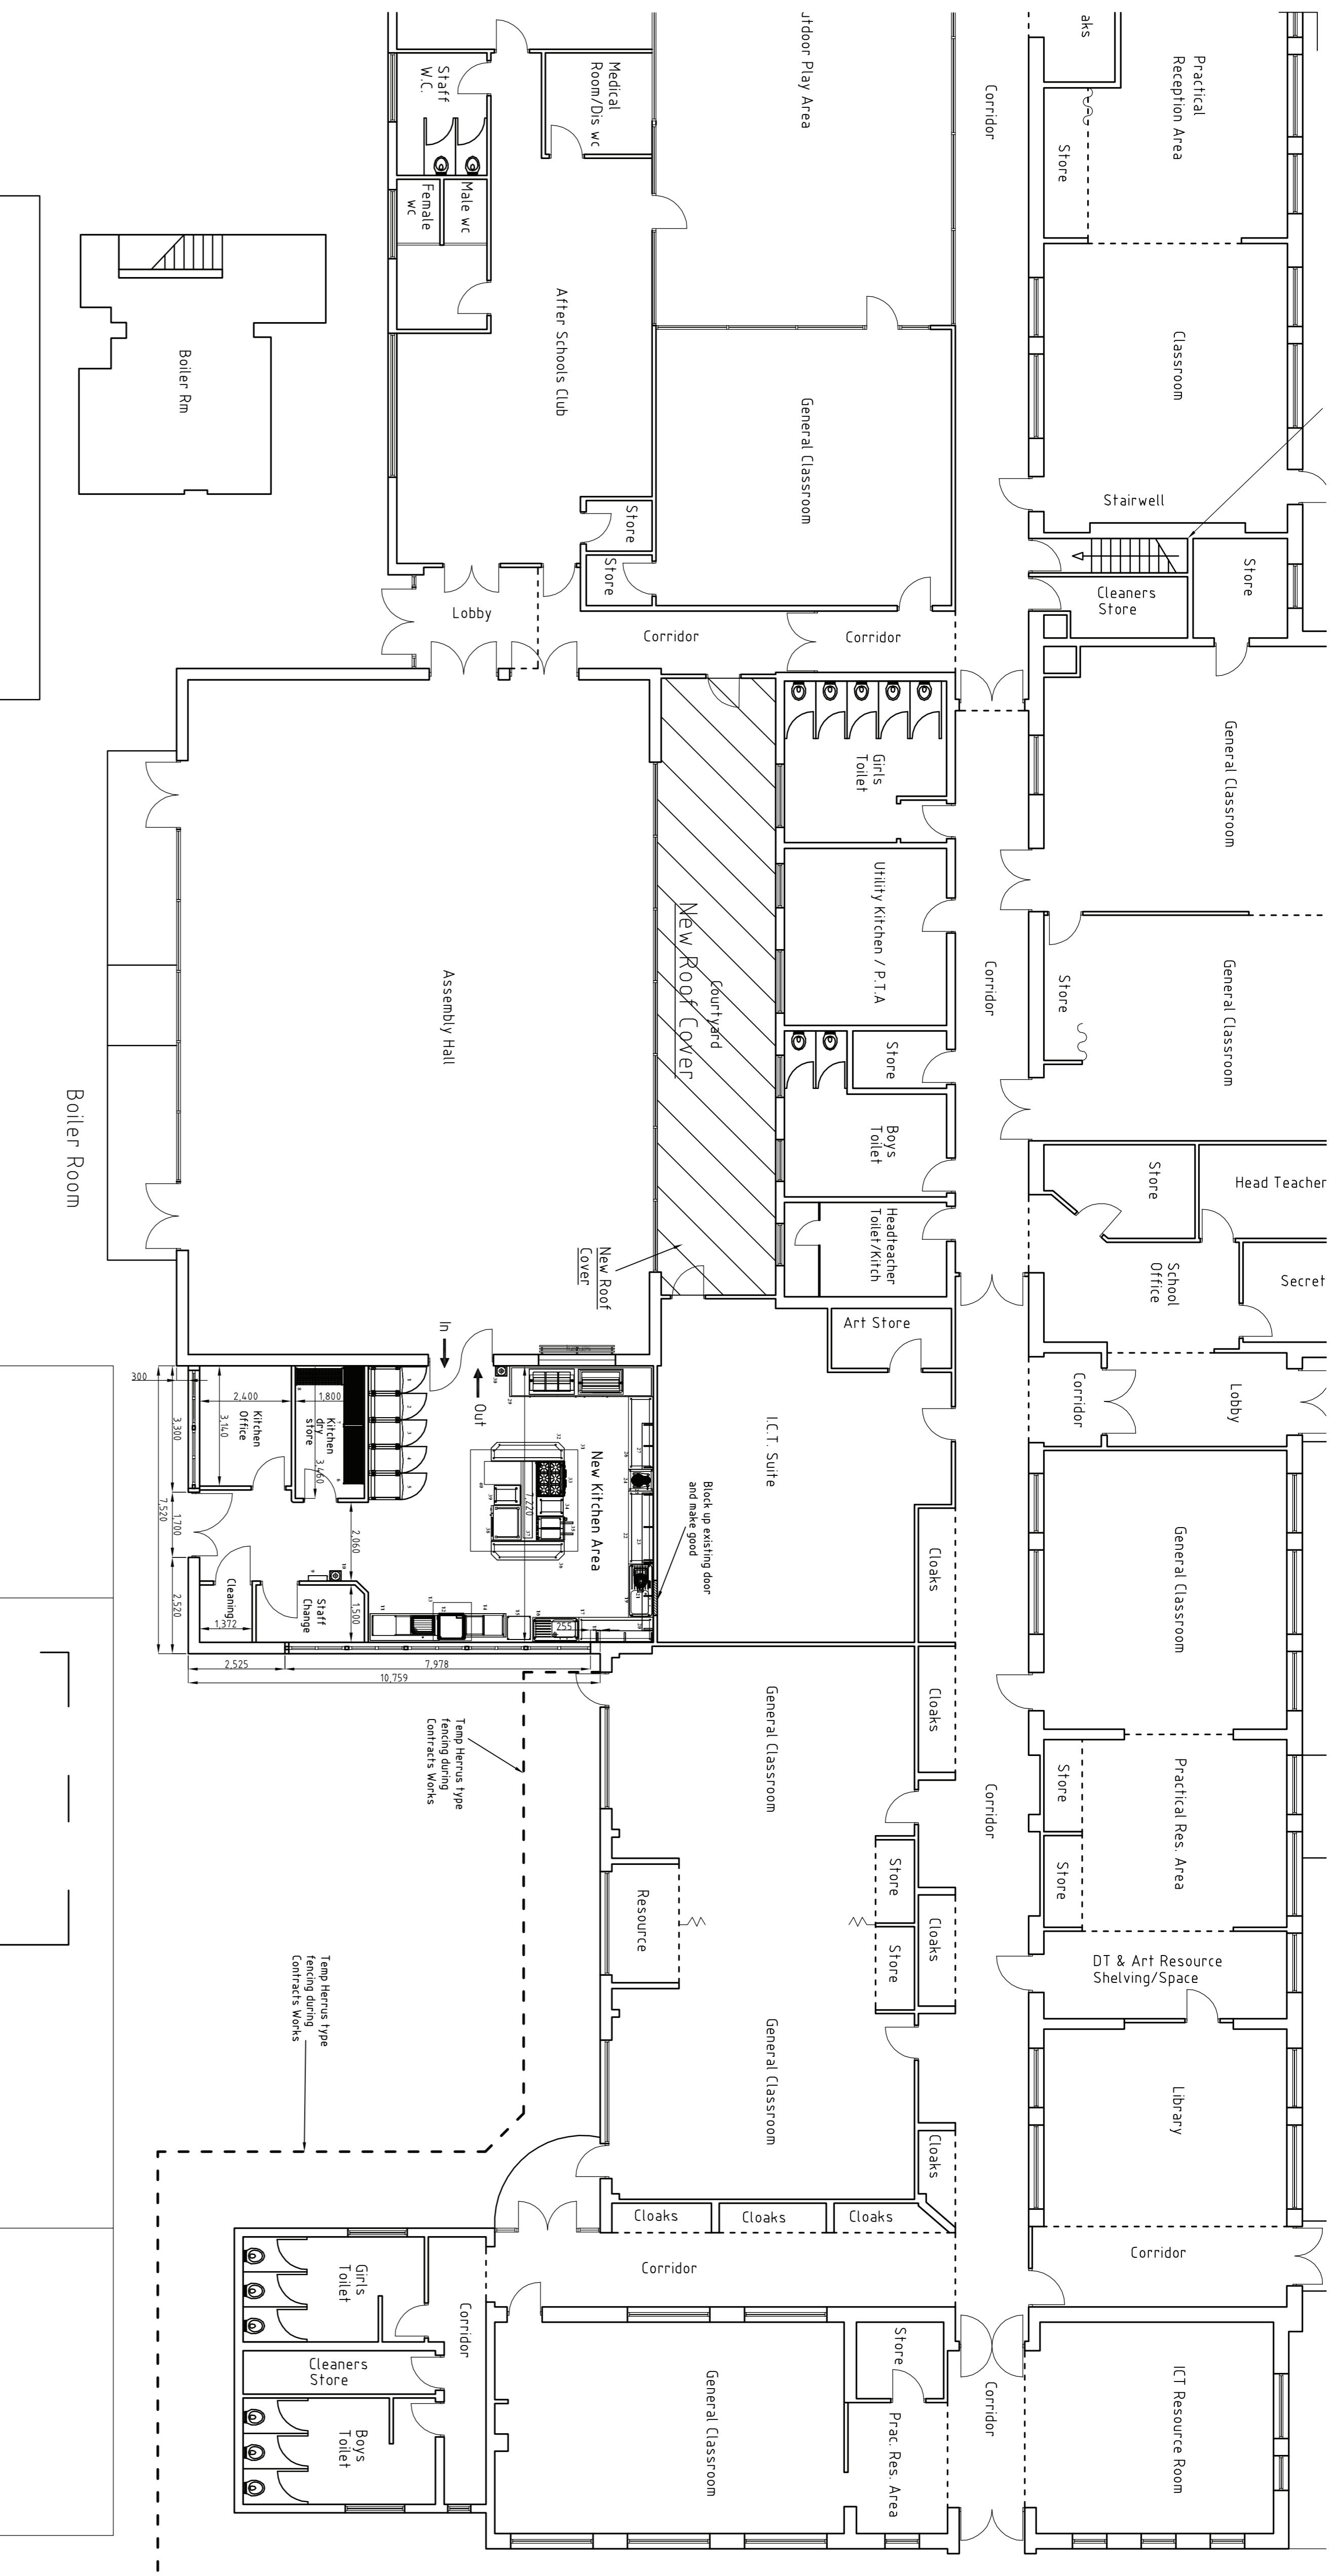 aks
Practical
Reception Area
Corridor
Store
utdoor Play Area
Medical
Room/Dis wc
Staff
W.C.
Male wc
Female
wc
After Schools Club
General Classroom
Classroom
Boiler Rm
Stairwell
Store
Store
Cleaners
Store
Store
Lobby
Corridor
Corridor
Girls
Toilet
General Classroom
Utility Kitchen / P.T.A
Courtyard
New Roof Cover
Assembly Hall
Corridor
Store
General Classroom
Store
Boys
Toilet
Boiler Room
Store
Head Teacher
Headteacher
Toilet/Kitch
School
Office
Secret
New Roof
Cover
Art Store
In
Out
Corridor
Lobby
I.C.T. Suite
300
3,300
7,520
1,700
2,520
2,400
3,140
Kitchen
Office
1,800
Kitchen
dry
store
3,460
New Kitchen Area
7,220
2,060
Block up existing door
and make good
Cleaning
1,372
Staff
Change
1,500
255
2,525
7,978
10,759
Cloaks
General Classroom
Cloaks
General Classroom
Temp Herrus type
fencing during
Contracts Works
Corridor
Store
Store
Practical Res. Area
Resource
Store
Store
Cloaks
DT & Art Resource
Shelving/Space
Temp Herrus type
fencing during
Contracts Works
General Classroom
Library
Cloaks
Cloaks
Cloaks
Cloaks
Corridor
Corridor
Girls
Toilet
Corridor
Cleaners
Store
Boys
Toilet
General Classroom
Store
Prac. Res. Area
Corridor
ICT Resource Room